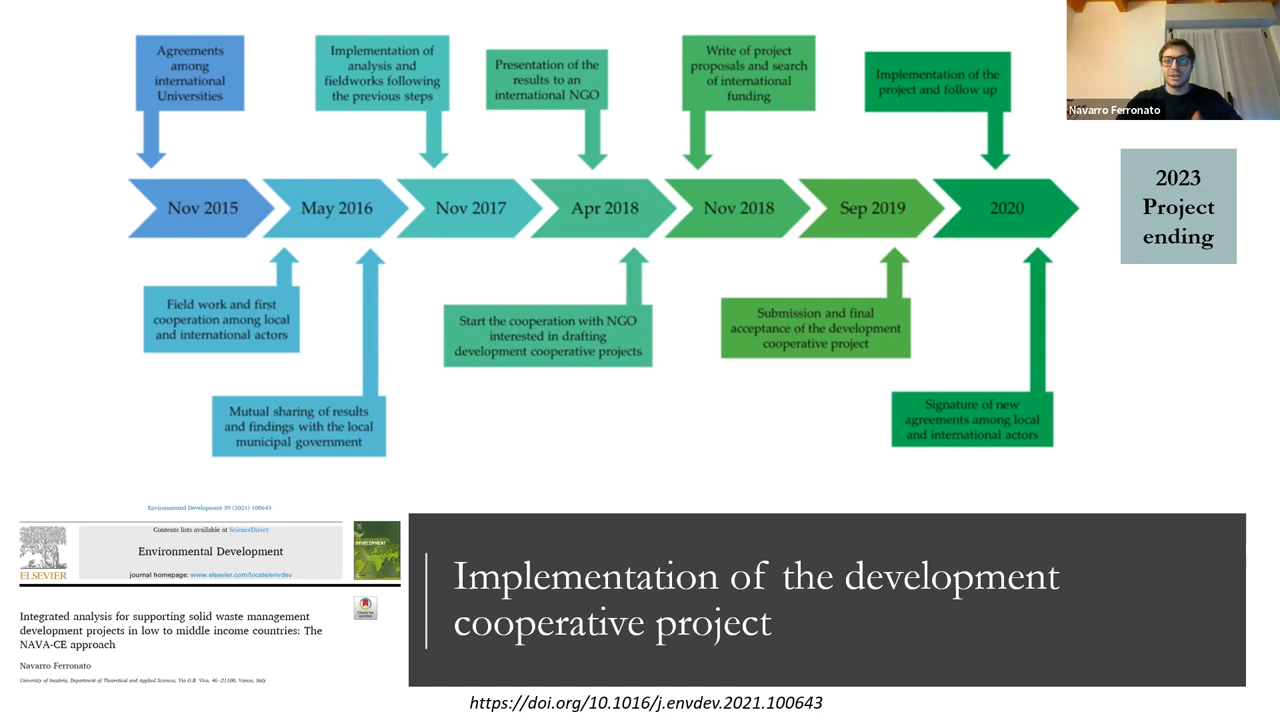 Agreements
among
international
Universities
Implementation of
analysis and
fieldworks following
the previous steps
Presentation of the
results to an
international NGO
Write of project
proposals and search
of international
funding
Implementation of the
project and follow up
Navarro Ferronato
Nov 2015
May 2016
Nov 2017
Apr 2018
Nov 2018
Sep 2019
2020
2023
Project
ending
Field work and first
cooperation among local
and international actors
Mutual sharing of results
and findings with the local
municipal government
Start the cooperation with NGO
interested in drafting
development cooperative projects
Submission and final
acceptance of the development
cooperative project
Signature of new
agreements among local
and international actors
Environmental Development 39 (2021) 100643
Contents lists available at ScienceDirect
Environmental Development
journal homepage: www.elsevier.com/locate/envdev
ELSEVIER
DEVELOPMENT
Check for
updates
Integrated analysis for supporting solid waste management
development projects in low to middle income countries: The
NAVA-CE approach
Navarro Ferronato
University of Insubria, Department of Theoretical and Applied Sciences, Via G.B. Vico, 46 -21100, Varese, Italy
Implementation of the development
cooperative project
https://doi.org/10.1016/j.envdev.2021.100643